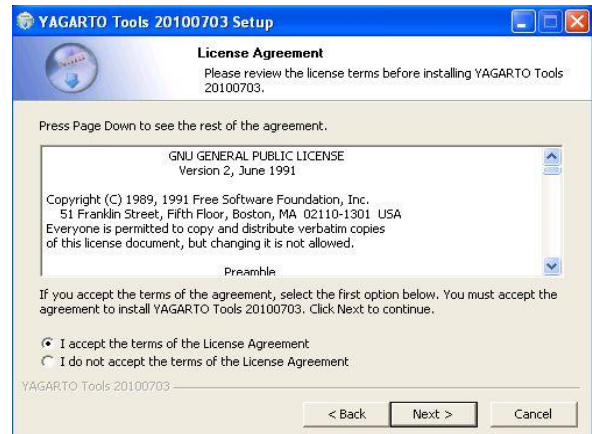 YAGARTO Tools 20100703 Setup
License Agreement
Please review the license terms before installing YAGARTO Tools
20100703.
Press Page Down to see the rest of the agreement.
GNU GENERAL PUBLIC LICENSE
Version 2, June 1991
Copyright (C) 1989, 1991 Free Software Foundation, Inc.
51 Franklin Street, Fifth Floor, Boston, MA 02110-1301 USA
Everyone is permitted to copy and distribute verbatim copies
of this license document, but changing it is not allowed.
Preamble
If you accept the terms of the agreement, select the first option below. You must accept the
agreement to install YAGARTO Tools 20100703. Click Next to continue.
I accept the terms of the License Agreement
I do not accept the terms of the License Agreement
YAGARTO Tools 20100703
< Back Next > Cancel